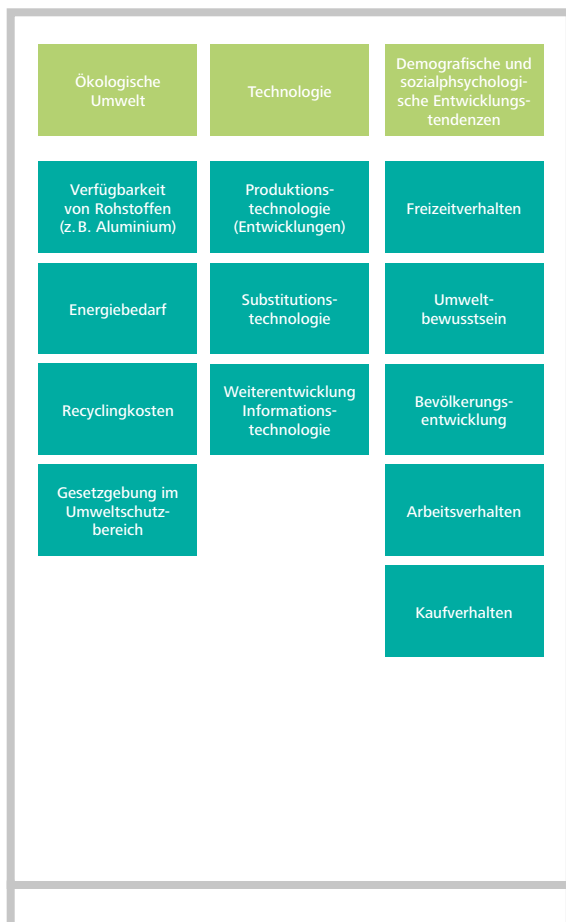 Ökologische
Umwelt
Technologie
Demografische und
sozialphsychologi-
sche Entwicklungs-
tendenzen
Verfügbarkeit
von Rohstoffen
(z. B. Aluminium)
Produktions-
technologie
(Entwicklungen)
Freizeitverhalten
Energiebedarf
Substitutions-
technologie
Umwelt-
bewusstsein
Recyclingkosten
Weiterentwicklung
Informations-
technologie
Bevölkerungs-
entwicklung
Gesetzgebung im
Umweltschutz-
bereich
Arbeitsverhalten
Kaufverhalten